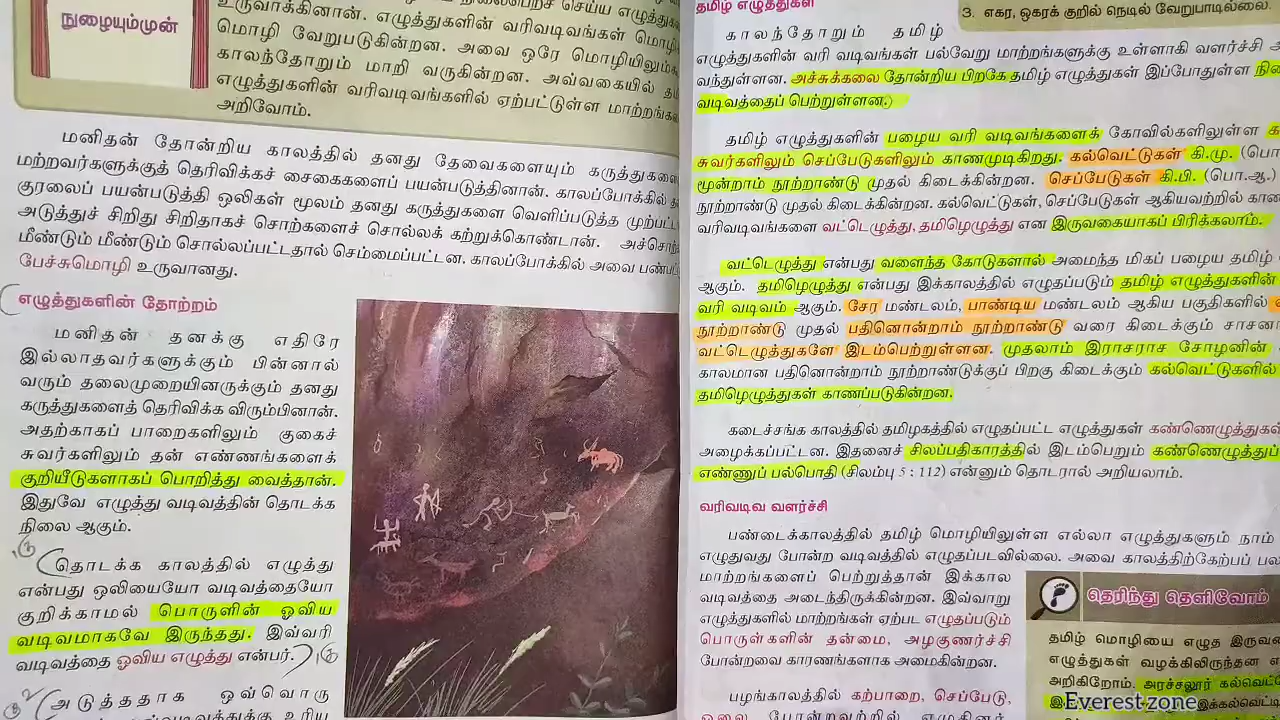 நுழையுமுன்
உருவாக்கினான். எழுத்துகளின் வரிவடிவங்கள்
மொழி வேறுபடுகின்றன. அவை ஒரே மொழியிலும்கூ
காலந்தோறும் மாறி வருகின்றன. அவ்வகையில்
எழுத்துகளின் வரிவடிவங்களில் ஏற்பட்டுள்ள மாற்றங்களை
அறிவோம்.
மனிதன் தோன்றிய காலத்தில் தனது தேவைகளையும் கருத்துகளை
மற்றவர்களுக்குத் தெரிவிக்கச் சைகைகளைப் பயன்படுத்தினான். காலப்போக்கில்
குரலைப் பயன்படுத்தி ஒலிகள் மூலம் தனது கருத்துகளை வெளிப்படுத்த முற்பட்ட
அடுத்துச் சிறிது சிறிதாகச் சொற்களைச் சொல்லக் கற்றுக்கொண்டான். அச்சொற்
மீண்டும் மீண்டும் சொல்லப்பட்டதால் செம்மைப்பட்டன. காலப்போக்கில் அவை பண்பட்டு
பேச்சுமொழி உருவானது.
எழுத்துகளின் தோற்றம்
மனிதன் தனக்கு எதிரே
இல்லாதவர்களுக்கும் பின்னால்
வரும் தலைமுறையினருக்கும் தனது
கருத்துகளைத் தெரிவிக்க விரும்பினான்.
அதற்காகப் பாறைகளிலும் குகைச்
சுவர்களிலும் தன் எண்ணங்களைக்
குறியீடுகளாகப் பொறித்து வைத்தான்.
இதுவே எழுத்து வடிவத்தின் தொடக்க
நிலை ஆகும்.
தொடக்க காலத்தில் எழுத்து
என்பது ஒலியையோ வடிவத்தையோ
குறிக்காமல் பொருளின் ஓவிய
வடிவமாகவே இருந்தது. இவ்வரி
வடிவத்தை ஓவிய எழுத்து என்பர்.
அடுத்ததாக ஒவ்வொரு
தமிழ் எழுத்துகள்
3. எகர, ஒகரக் குறில் நெடில் வேறுபாடில்லை.
காலந்தோறும் தமிழ்
எழுத்துகளின் வரி வடிவங்கள் பல்வேறு மாற்றங்களுக்கு உள்ளாகி வளர்ச்சி
வந்துள்ளன. அச்சுக்கலை தோன்றிய பிறகே தமிழ் எழுத்துகள் இப்போதுள்ள
வடிவத்தைப் பெற்றுள்ளன.
தமிழ் எழுத்துகளின் பழைய வரி வடிவங்களைக் கோவில்களிலுள்ள
சுவர்களிலும் செப்பேடுகளிலும் காணமுடிகிறது. கல்வெட்டுகள் கி.மு. (பொ
மூன்றாம் நூற்றாண்டு முதல் கிடைக்கின்றன. செப்பேடுகள் கி.பி. (பொ.ஆ.)
நூற்றாண்டு முதல் கிடைக்கின்றன. கல்வெட்டுகள், செப்பேடுகள் ஆகியவற்றில்
வரிவடிவங்களை வட்டெழுத்து, தமிழெழுத்து என இருவகையாகப் பிரிக்கலாம்.
வட்டெழுத்து என்பது வளைந்த கோடுகளால் அமைந்த மிகப் பழைய தமிழ்
ஆகும். தமிழெழுத்து என்பது இக்காலத்தில் எழுதப்படும் தமிழ் எழுத்துகளின்
வரி வடிவம் ஆகும். சேர மண்டலம், பாண்டிய மண்டலம் ஆகிய பகுதிகளில்
நூற்றாண்டு முதல் பதினொன்றாம் நூற்றாண்டு வரை கிடைக்கும் சாசன
வட்டெழுத்துகளே இடம்பெற்றுள்ளன. முதலாம் இராசராச சோழனின்
காலமான பதினொன்றாம் நூற்றாண்டுக்குப் பிறகு கிடைக்கும் கல்வெட்டுகளில்
தமிழெழுத்துகள் காணப்படுகின்றன.
கடைச்சங்க காலத்தில் தமிழகத்தில் எழுதப்பட்ட எழுத்துகள் கண்ணெழுத்துகள்
அழைக்கப்பட்டன. இதனைச் சிலப்பதிகாரத்தில் இடம்பெறும் கண்ணெழுத்துப்
எண்ணுப் பல்பொதி (சிலம்பு 5 : 112) என்னும் தொடரால் அறியலாம்.
வரிவடிவ வளர்ச்சி
பண்டைக்காலத்தில் தமிழ் மொழியிலுள்ள எல்லா எழுத்துகளும் நாம்
எழுதுவது போன்ற வடிவத்தில் எழுதப்படவில்லை. அவை காலத்திற்கேற்பப் பல
மாற்றங்களைப் பெற்றுத்தான் இக்கால
வடிவத்தை அடைந்திருக்கின்றன. இவ்வாறு
எழுத்துகளில் மாற்றங்கள் ஏற்பட எழுதப்படும்
பொருள்களின் தன்மை, அழகுணர்ச்சி
போன்றவை காரணங்களாக அமைகின்றன.
பழங்காலத்தில் கற்பாறை, செப்பேடு,
ஓலை போன்றவற்றில் எழுதினர்
தெரிந்து தெளிவோம்
தமிழ் மொழியை எழுத இருவ
எழுத்துகள் வழக்கிலிருந்தன
அறிகிறோம். அரச்சலூர் கல்வெட்
Everest zone